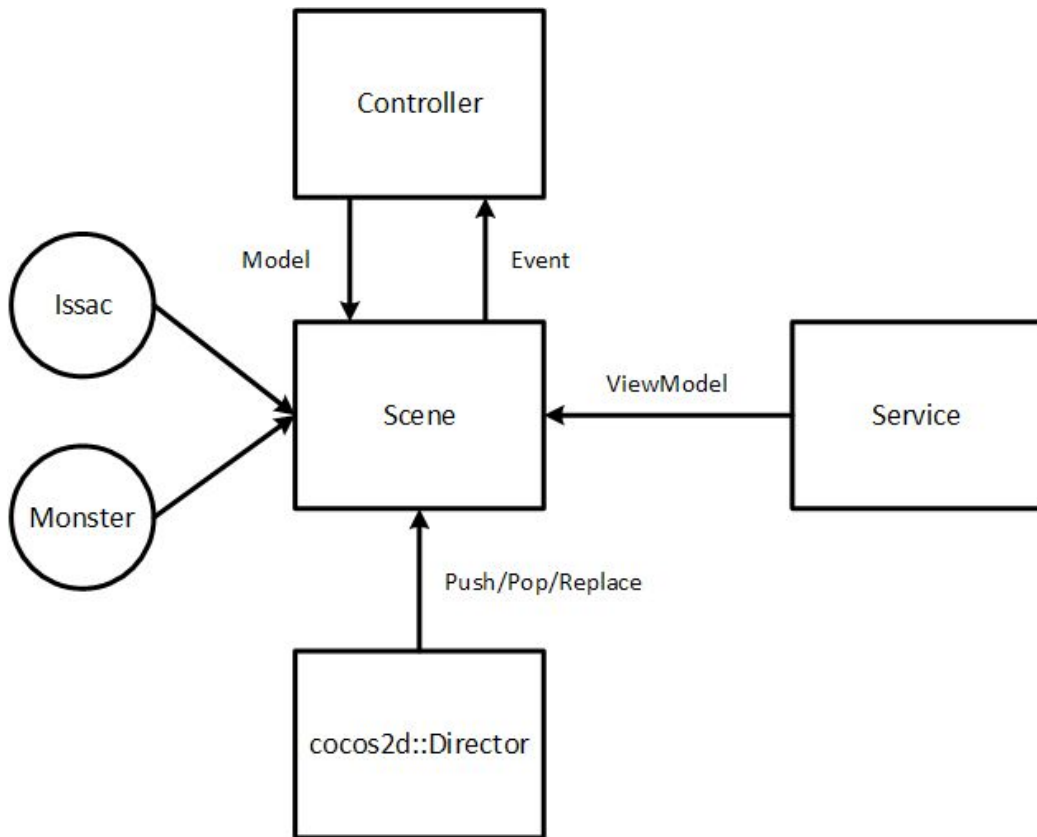 Controller
Model
Event
Issac
ViewModel
Scene
Service
Monster
Push/Pop/Replace
cocos2d::Director